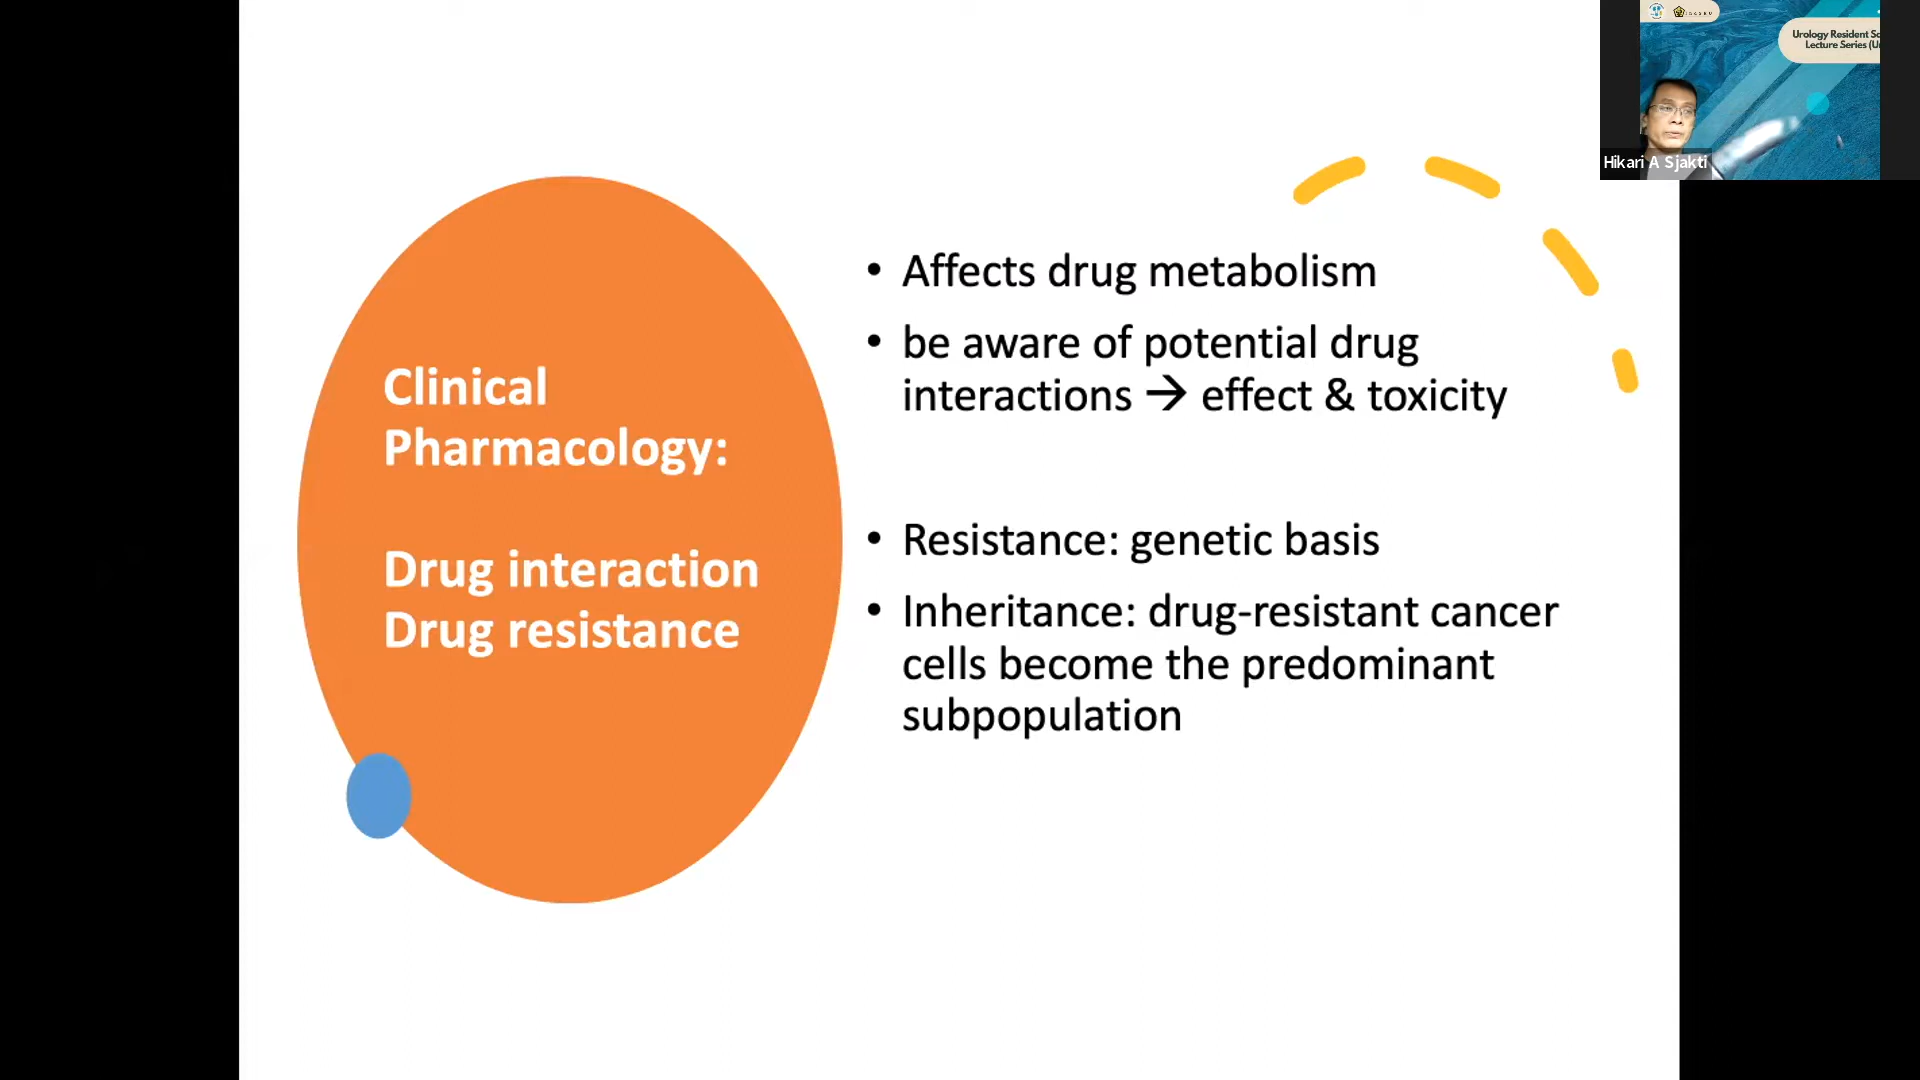 Clinical
Pharmacology:
Drug interaction
Drug resistance
• Affects drug metabolism
• be aware of potential drug
interactions → effect & toxicity
• Resistance: genetic basis
• Inheritance: drug-resistant cancer
cells become the predominant
subpopulation
Urology Resident
Lecture Series
Hikari A Sjakti